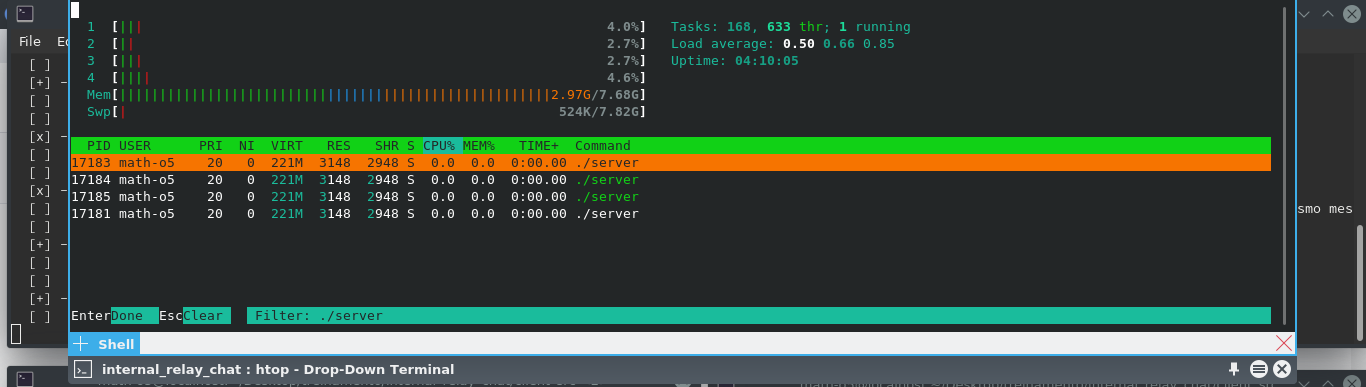 File
[ ]
[+] −
[ ]
[ ]
[x] −
[ ]
[ ]
[x] −
[ ]
[ ]
[+] −
[ ]
[ ]
[+] −
[ ]
1 [||| 4.0%] Tasks: 168, 633 thr; 1 running
2 [|| 2.7%] Load average: 0.50 0.66 0.85
3 [||| 2.7%] Uptime: 04:10:05
4 [|||| 4.6%]
Mem[||||||||||||||||||||||||||||||||||||||||||||||||||||||2.97G/7.68G]
Swp[| 524K/7.82G]
PID USER PRI NI VIRT RES SHR S CPU% MEM% TIME+ Command
17183 math-o5 20 0 221M 3148 2948 S 0.0 0.0 0:00.00 ./server
17184 math-o5 20 0 221M 3148 2948 S 0.0 0.0 0:00.00 ./server
17185 math-o5 20 0 221M 3148 2948 S 0.0 0.0 0:00.00 ./server
17181 math-o5 20 0 221M 3148 2948 S 0.0 0.0 0:00.00 ./server
smo mes
EnterDone EscClear Filter: ./server
Shell
internal_relay_chat : htop - Drop-Down Terminal